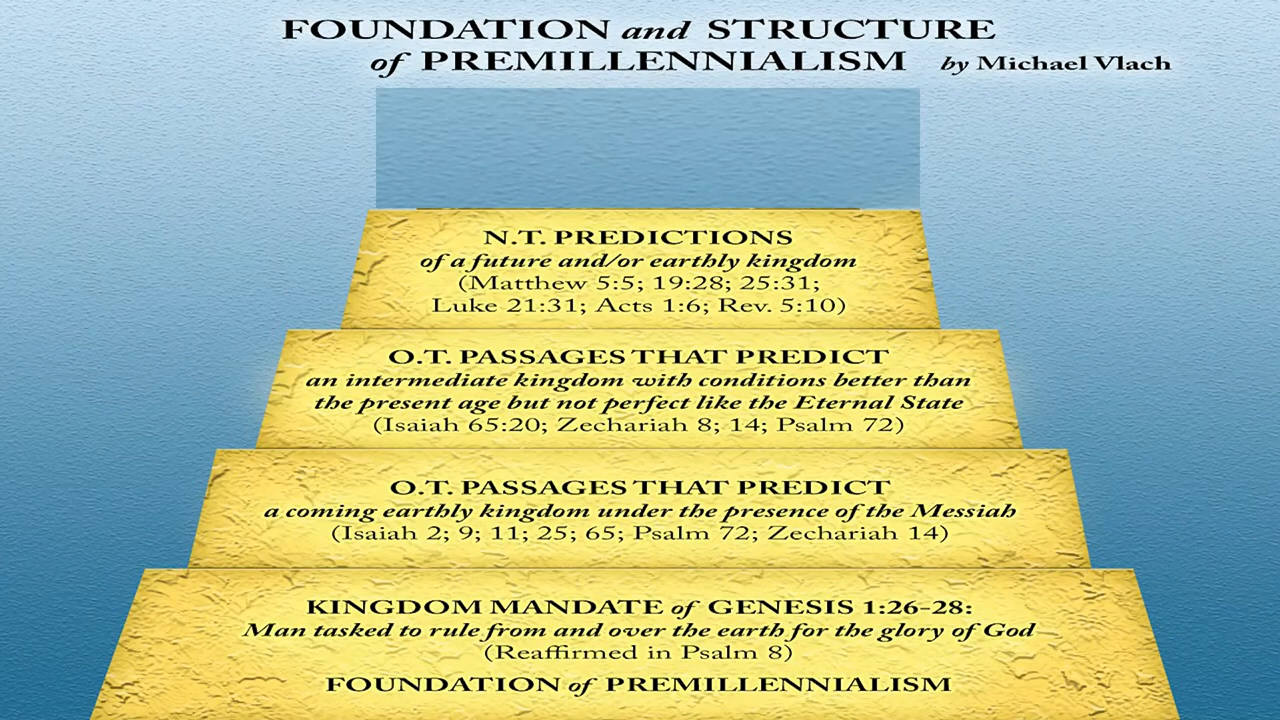 FOUNDATION and STRUCTURE
of PREMILLENNIALISM by Michael Vlach
N.T. PREDICTIONS
of a future and/or earthly kingdom
(Matthew 5:5; 19:28; 25:31;
Luke 21:31; Acts 1:6; Rev. 5:10)
O.T. PASSAGES THAT PREDICT
an intermediate kingdom with conditions better than
the present age but not perfect like the Eternal State
(Isaiah 65:20; Zechariah 8; 14; Psalm 72)
O.T. PASSAGES THAT PREDICT
a coming earthly kingdom under the presence of the Messiah
(Isaiah 2; 9; 11; 25; 65; Psalm 72; Zechariah 14)
KINGDOM MANDATE of GENESIS 1:26-28:
Man tasked to rule from and over the earth for the glory of God
(Reaffirmed in Psalm 8)
FOUNDATION of PREMILLENNIALISM